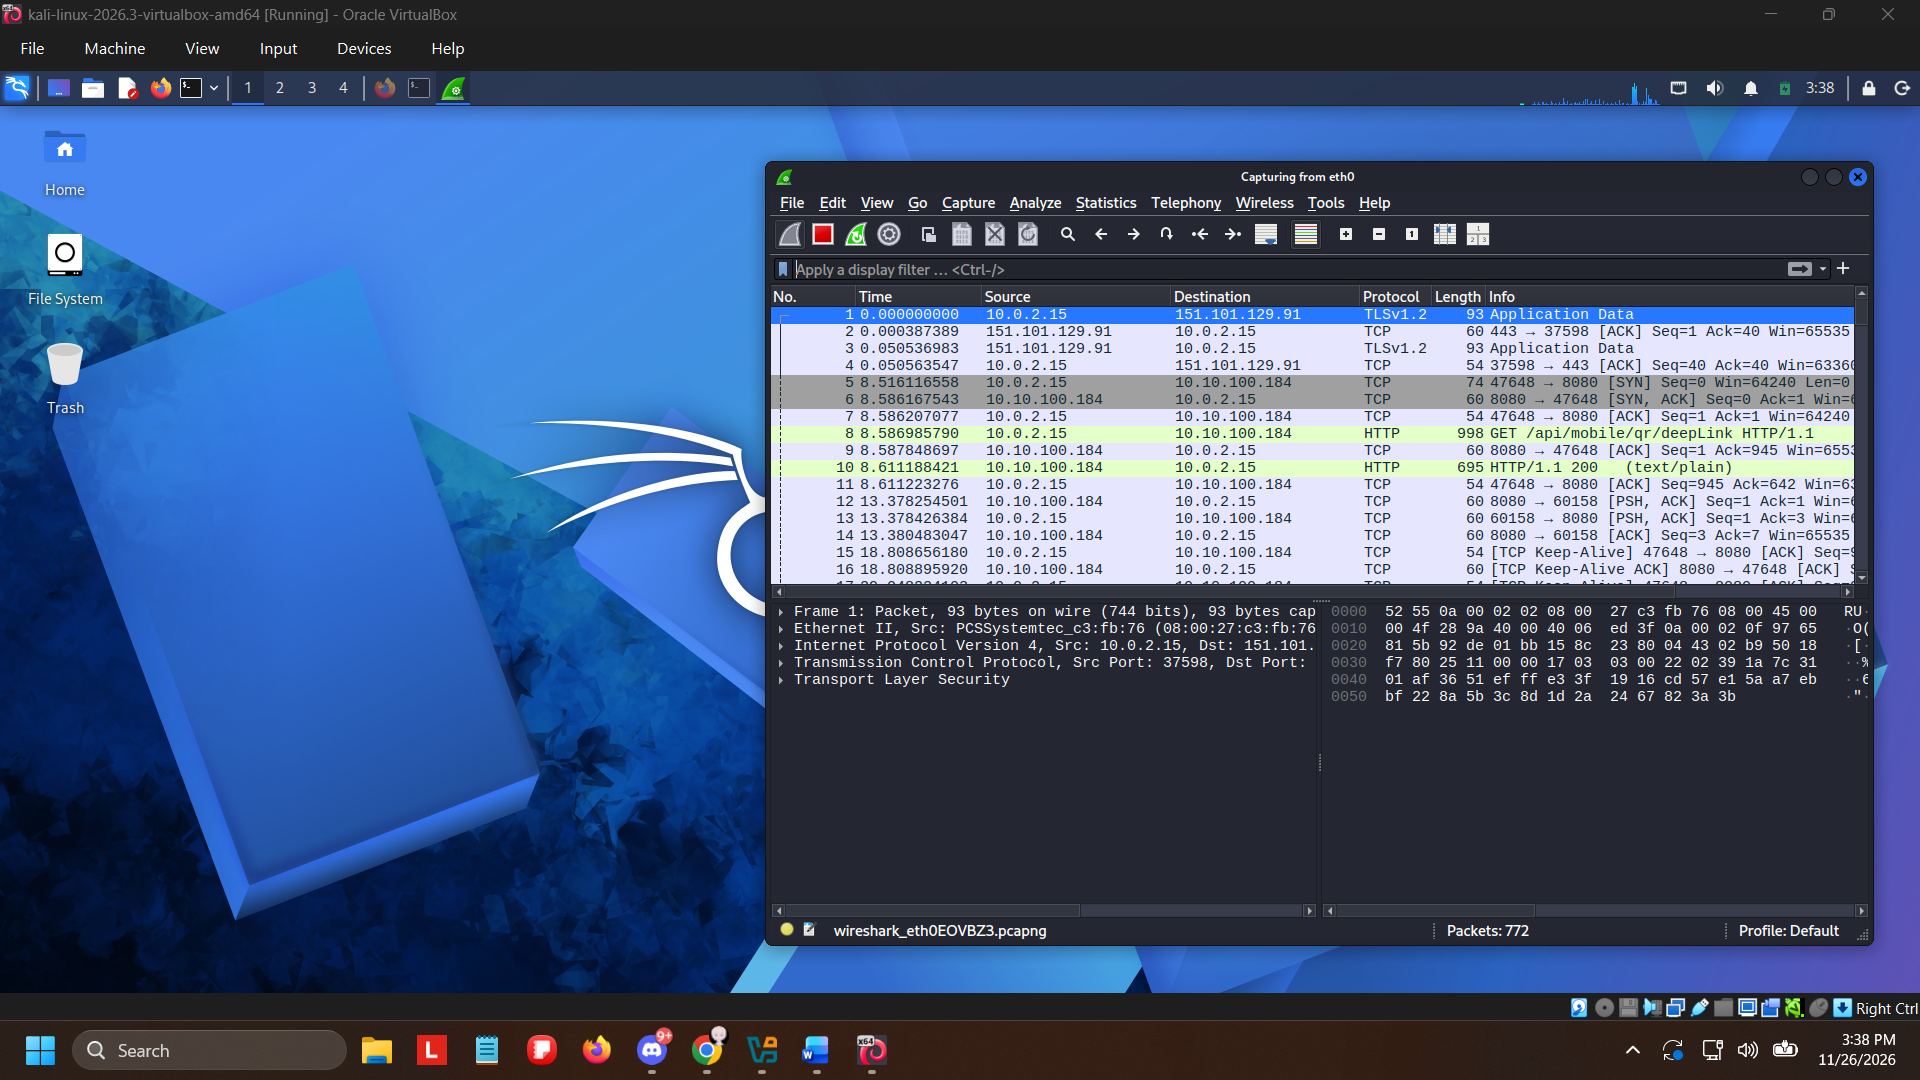 kali-linux-2026.3-virtualbox-amd64 [Running] - Oracle VirtualBox
File Machine View Input Devices Help
1 2 3 4 3:38
Home
File System
Trash
Capturing from eth0
File Edit View Go Capture Analyze Statistics Telephony Wireless Tools Help
Apply a display filter … <Ctrl-/>
No. Time Source Destination Protocol Length Info
1 0.000000000 10.0.2.15 151.101.129.91 TLSv1.2 93 Application Data
2 0.000387389 151.101.129.91 10.0.2.15 TCP 60 443 → 37598 [ACK] Seq=1 Ack=40 Win=65535
3 0.050536983 151.101.129.91 10.0.2.15 TLSv1.2 93 Application Data
4 0.050563547 10.0.2.15 151.101.129.91 TCP 54 37598 → 443 [ACK] Seq=40 Ack=40 Win=63360
5 8.516116558 10.0.2.15 10.10.100.184 TCP 74 47648 → 8080 [SYN] Seq=0 Win=64240 Len=0
6 8.586167543 10.10.100.184 10.0.2.15 TCP 60 8080 → 47648 [SYN, ACK] Seq=0 Ack=1 Win=6
7 8.586207077 10.0.2.15 10.10.100.184 TCP 54 47648 → 8080 [ACK] Seq=1 Ack=1 Win=64240
8 8.586985790 10.0.2.15 10.10.100.184 HTTP 998 GET /api/mobile/qr/deepLink HTTP/1.1
9 8.587848697 10.10.100.184 10.0.2.15 TCP 60 8080 → 47648 [ACK] Seq=1 Ack=945 Win=6553
10 8.611188421 10.10.100.184 10.0.2.15 HTTP 695 HTTP/1.1 200 (text/plain)
11 8.611223276 10.0.2.15 10.10.100.184 TCP 54 47648 → 8080 [ACK] Seq=945 Ack=642 Win=63
12 13.378254501 10.10.100.184 10.0.2.15 TCP 60 8080 → 60158 [PSH, ACK] Seq=1 Ack=1 Win=6
13 13.378426384 10.0.2.15 10.10.100.184 TCP 60 60158 → 8080 [PSH, ACK] Seq=1 Ack=3 Win=6
14 13.380483047 10.10.100.184 10.0.2.15 TCP 60 8080 → 60158 [ACK] Seq=3 Ack=7 Win=65535
15 18.808656180 10.0.2.15 10.10.100.184 TCP 54 [TCP Keep-Alive] 47648 → 8080 [ACK] Seq=9
16 18.808895920 10.10.100.184 10.0.2.15 TCP 60 [TCP Keep-Alive ACK] 8080 → 47648 [ACK] S
Frame 1: Packet, 93 bytes on wire (744 bits), 93 bytes cap
Ethernet II, Src: PCSSystemtec_c3:fb:76 (08:00:27:c3:fb:76
Internet Protocol Version 4, Src: 10.0.2.15, Dst: 151.101.
Transmission Control Protocol, Src Port: 37598, Dst Port:
Transport Layer Security
0000 52 55 0a 00 02 02 08 00 27 c3 fb 76 08 00 45 00 RU·
0010 00 4f 28 9a 40 00 40 06 ed 3f 0a 00 02 0f 97 65 ·O(
0020 81 5b 92 de 01 bb 15 8c 23 80 04 43 02 b9 50 18 ·[·
0030 f7 80 25 11 00 00 17 03 03 00 22 02 39 1a 7c 31 ··%
0040 01 af 36 51 ef ff e3 3f 19 16 cd 57 e1 5a a7 eb ··6
0050 bf 22 8a 5b 3c 8d 1d 2a 24 67 82 3a 3b ·"·
wireshark_eth0EOVBZ3.pcapng Packets: 772 Profile: Default
Right Ctrl
Search
9+
3:38 PM
11/26/2026